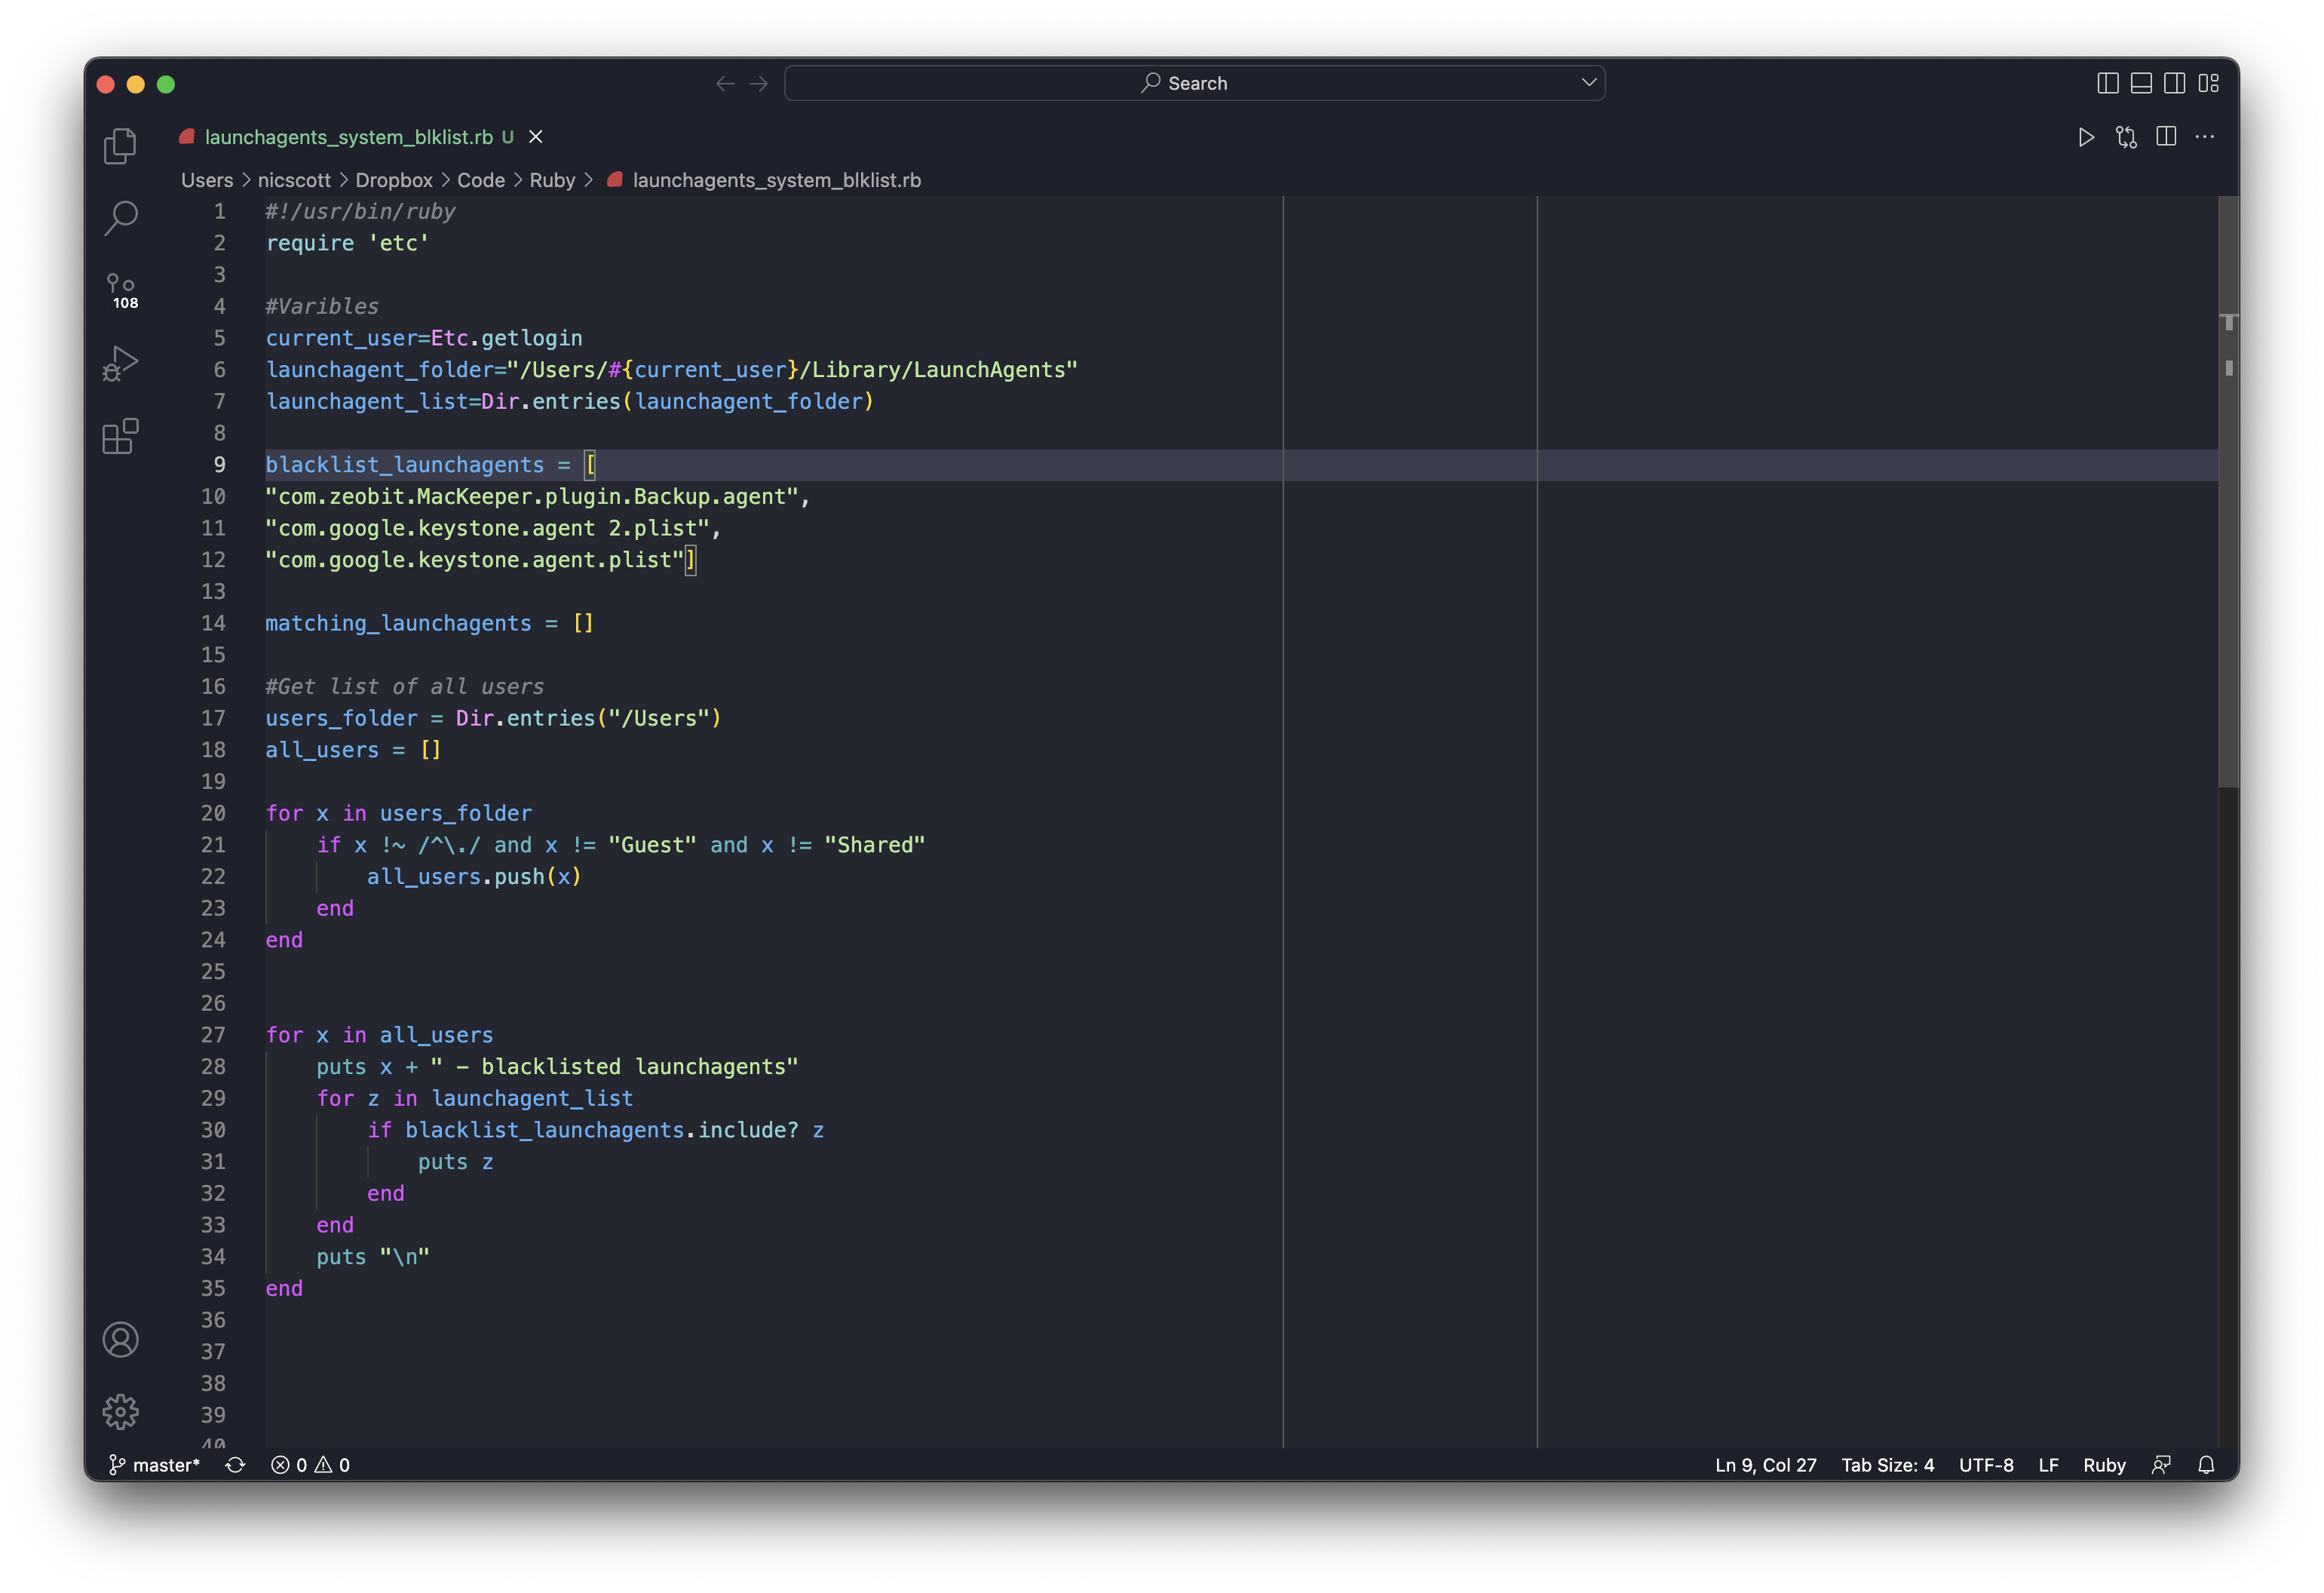 Search
launchagents_system_blklist.rb U
Users > nicscott > Dropbox > Code > Ruby > launchagents_system_blklist.rb
108
1 #!/usr/bin/ruby
2 require 'etc'
3
4 #Varibles
5 current_user=Etc.getlogin
6 launchagent_folder="/Users/#{current_user}/Library/LaunchAgents"
7 launchagent_list=Dir.entries(launchagent_folder)
8
9 blacklist_launchagents = [
10 "com.zeobit.MacKeeper.plugin.Backup.agent",
11 "com.google.keystone.agent 2.plist",
12 "com.google.keystone.agent.plist"]
13
14 matching_launchagents = []
15
16 #Get list of all users
17 users_folder = Dir.entries("/Users")
18 all_users = []
19
20 for x in users_folder
21     if x !~ /^\./ and x != "Guest" and x != "Shared"
22         all_users.push(x)
23     end
24 end
25
26
27 for x in all_users
28     puts x + " - blacklisted launchagents"
29     for z in launchagent_list
30         if blacklist_launchagents.include? z
31             puts z
32         end
33     end
34     puts "\n"
35 end
36
37
38
39
40
master* 0 0 Ln 9, Col 27 Tab Size: 4 UTF-8 LF Ruby